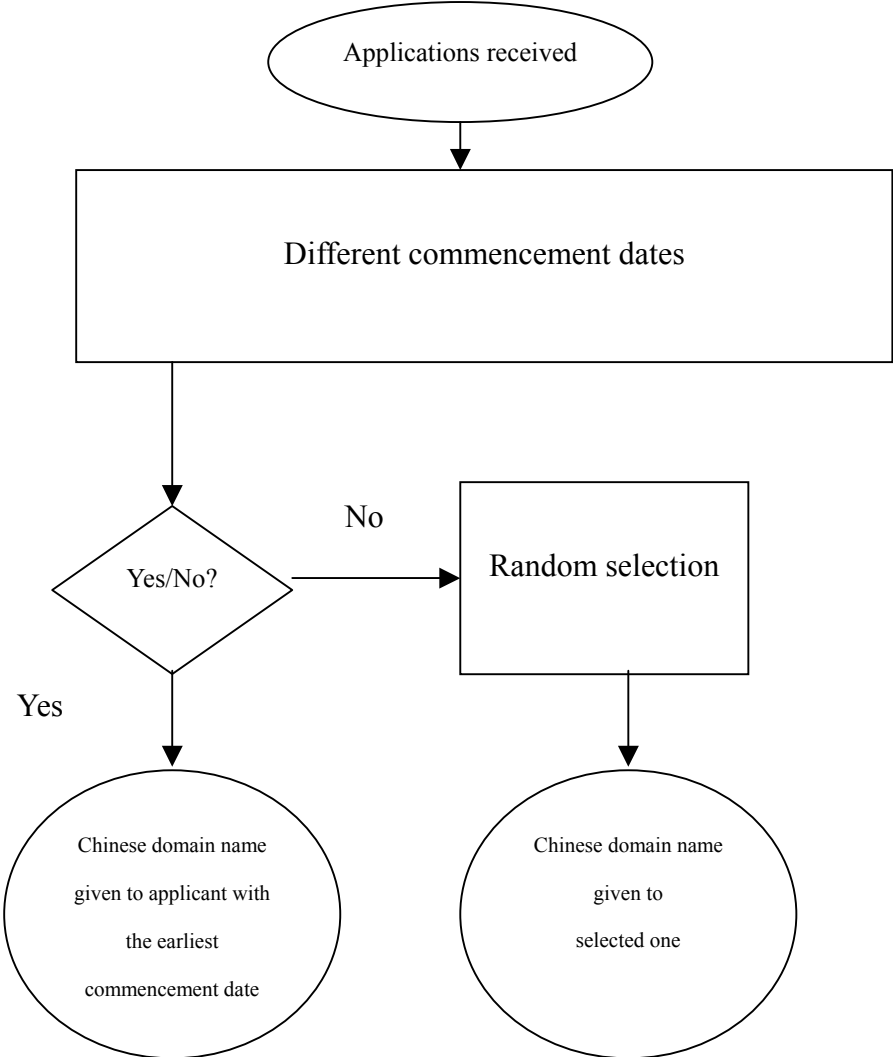 Applications received
Different commencement dates
No
Yes/No?
Random selection
Yes
Chinese domain name
given to applicant with
the earliest
commencement date
Chinese domain name
given to
selected one